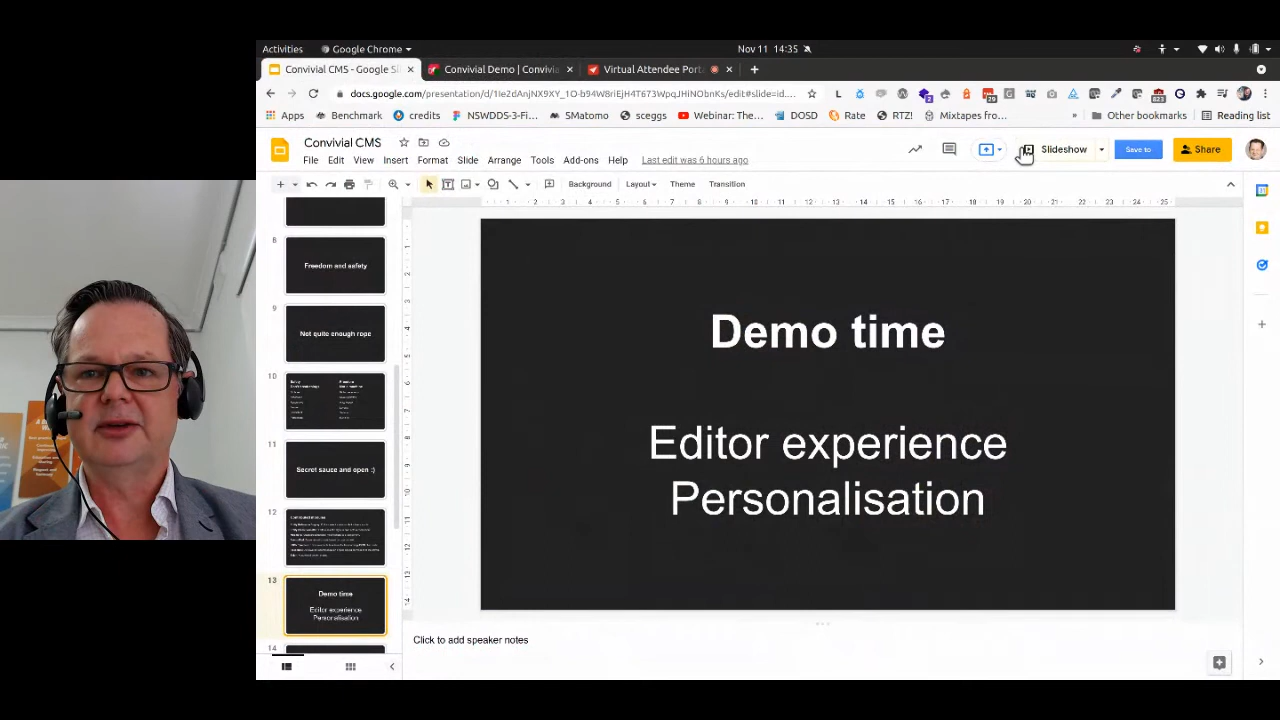 Activities
Google Chrome
Nov 11 14:35
Convivial CMS - Google Sl
Convivial Demo | Convivia
Virtual Attendee Port
docs.google.com/presentation/d/1Ie2dAnjNX9XY_1O-b94W8riEjH4T673WpqJHiNObnKs/edit#slide=id....
Apps
Benchmark
credits
NSWDDS-3-Fi...
SMatomo
sceggs
Webinar: The...
DOSD
Rate
RTZ!
Mixtapes fro...
Other bookmarks
Reading list
Convivial CMS
File Edit View Insert Format Slide Arrange Tools Add-ons Help Last edit was 6 hours ago
Slideshow
Save to
Share
Background Layout Theme Transition
8
Freedom and safety
9
Not quite enough rope
10
11
Secret sauce and open :)
12
13
Demo time
Editor experience
Personalisation
14
Demo time
Editor experience
Personalisation
Click to add speaker notes